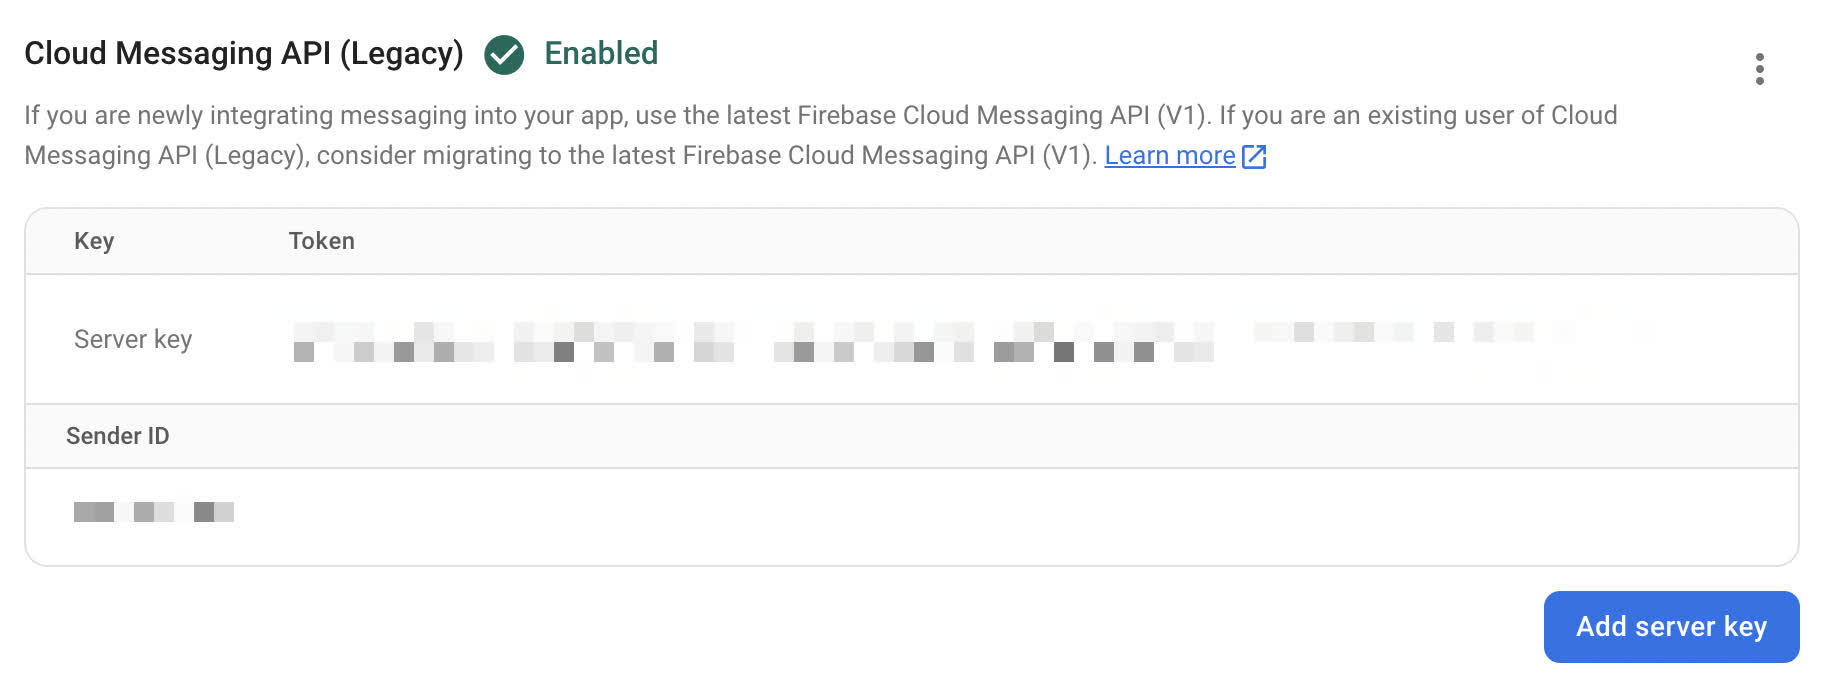 Cloud Messaging API (Legacy) Enabled
If you are newly integrating messaging into your app, use the latest Firebase Cloud Messaging API (V1). If you are an existing user of Cloud
Messaging API (Legacy), consider migrating to the latest Firebase Cloud Messaging API (V1). Learn more
Key Token
Server key
Sender ID
Add server key